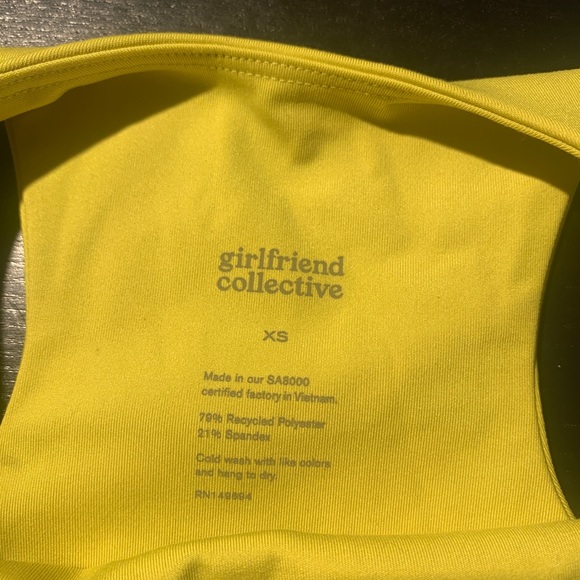 girlfriend
collective
XS
Made in our SA8000
certified factory in Vietnam.
79% Recycled Polyester
21% Spandex
Cold wash with like colors
and hang to dry.
RN149694